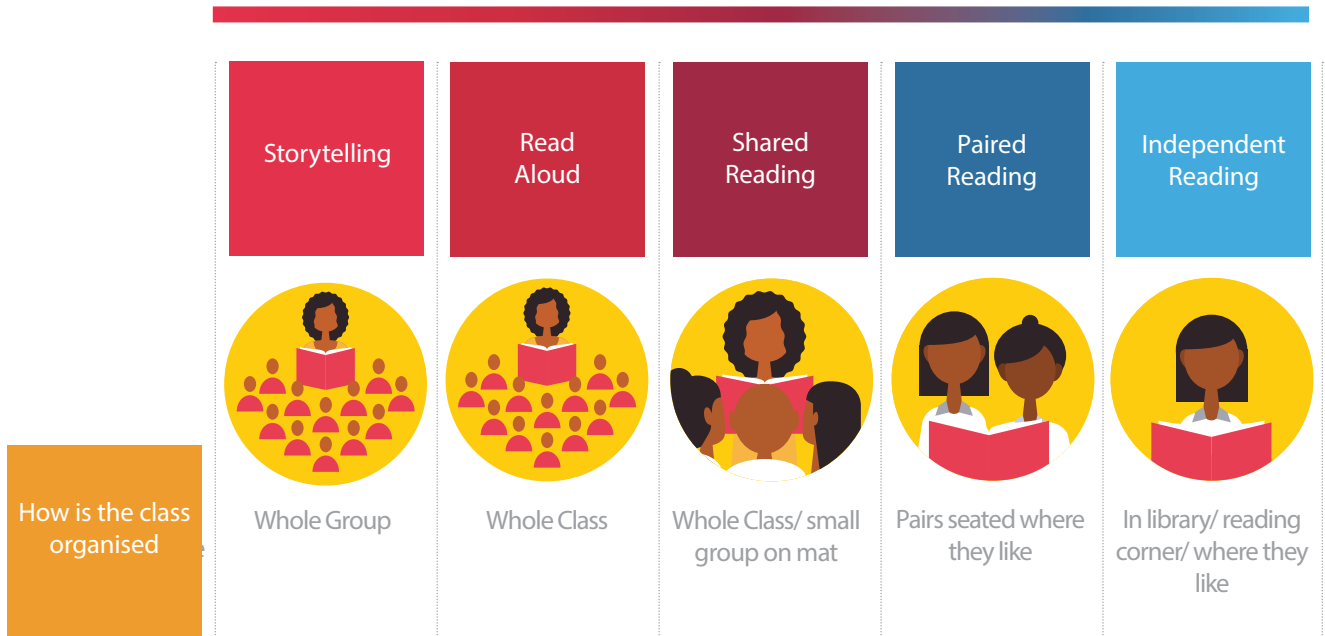 Storytelling
Read
Aloud
Shared
Reading
Paired
Reading
Independent
Reading
How is the class
organised
e
Whole Group
Whole Class
Whole Class/ small
group on mat
Pairs seated where
they like
In library/ reading
corner/ where they
like